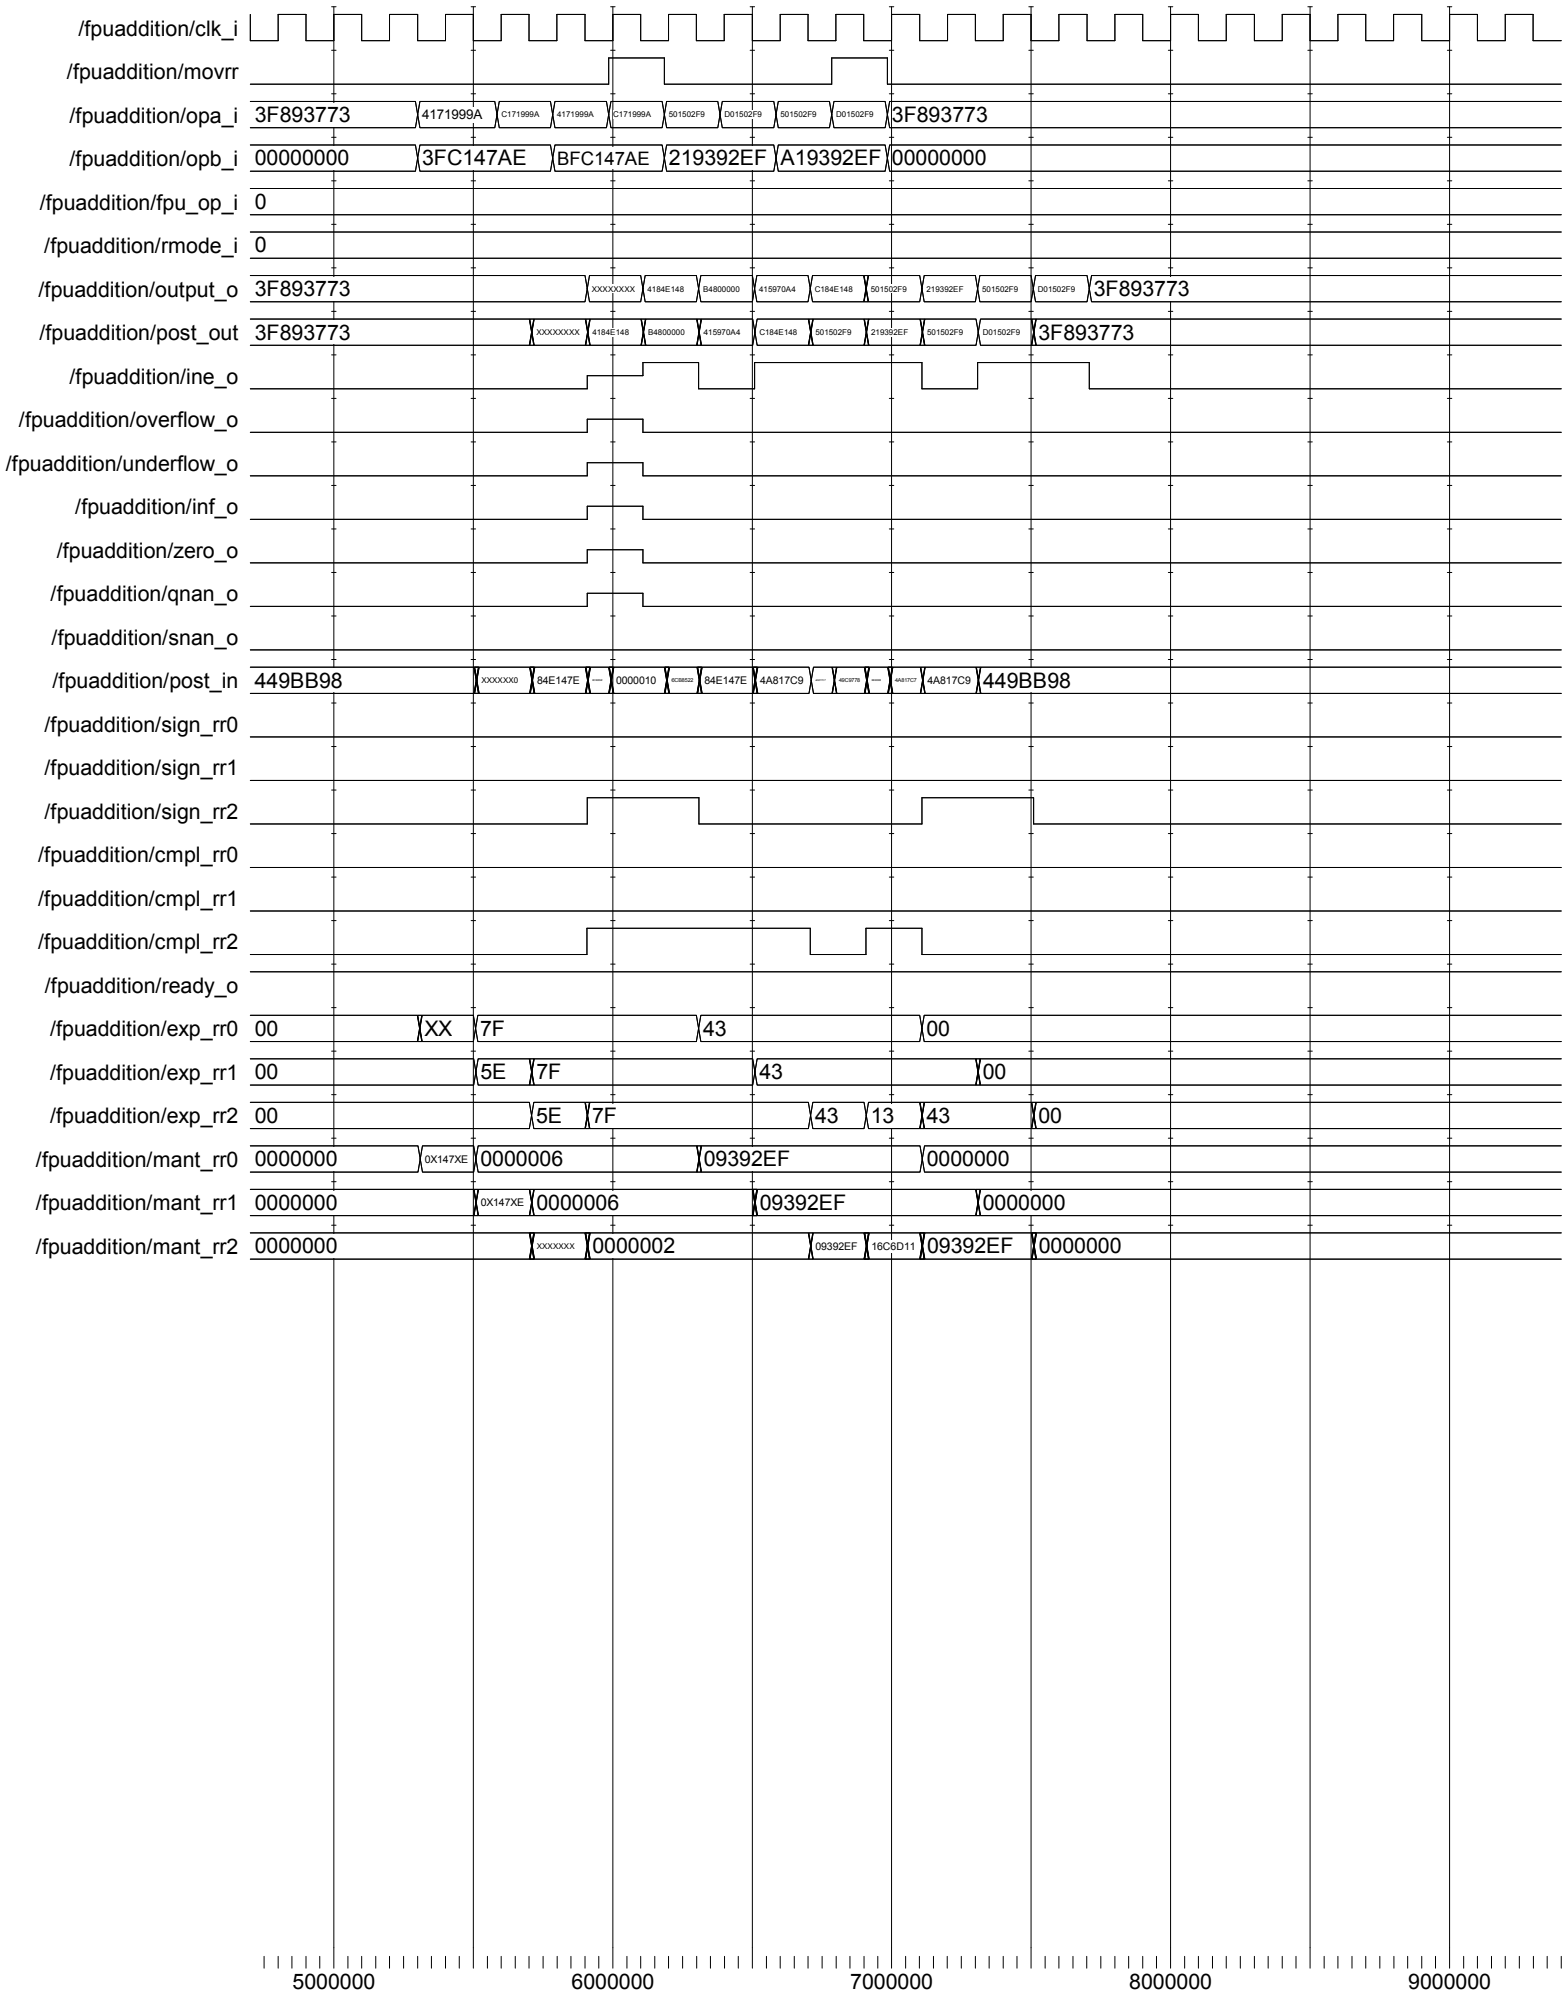 /fpuaddition/clk_i
/fpuaddition/movrr
/fpuaddition/opa_i 3F893773 4171999A C171999A 4171999A C171999A 501502F9 D01502F9 501502F9 D01502F9 3F893773
/fpuaddition/opb_i 00000000 3FC147AE BFC147AE 219392EF A19392EF 00000000
/fpuaddition/fpu_op_i 0
/fpuaddition/rmode_i 0
/fpuaddition/output_o 3F893773 XXXXXXXX 4184E148 B4800000 415970A4 C184E148 501502F9 219392EF 501502F9 D01502F9 3F893773
/fpuaddition/post_out 3F893773 XXXXXXXX 4184E148 B4800000 415970A4 C184E148 501502F9 219392EF 501502F9 D01502F9 3F893773
/fpuaddition/ine_o
/fpuaddition/overflow_o
/fpuaddition/underflow_o
/fpuaddition/inf_o
/fpuaddition/zero_o
/fpuaddition/qnan_o
/fpuaddition/snan_o
/fpuaddition/post_in 449BB98 XXXXXX0 84E147E 0000010 84E147E 4A817C9 4A817C7 4A817C9 449BB98
/fpuaddition/sign_rr0
/fpuaddition/sign_rr1
/fpuaddition/sign_rr2
/fpuaddition/cmpl_rr0
/fpuaddition/cmpl_rr1
/fpuaddition/cmpl_rr2
/fpuaddition/ready_o
/fpuaddition/exp_rr0 00 XX 7F 43 00
/fpuaddition/exp_rr1 00 5E 7F 43 00
/fpuaddition/exp_rr2 00 5E 7F 43 13 43 00
/fpuaddition/mant_rr0 0000000 0X147XE 0000006 09392EF 0000000
/fpuaddition/mant_rr1 0000000 0X147XE 0000006 09392EF 0000000
/fpuaddition/mant_rr2 0000000 XXXXXXX 0000002 09392EF 16C6D11 09392EF 0000000
5000000 6000000 7000000 8000000 9000000